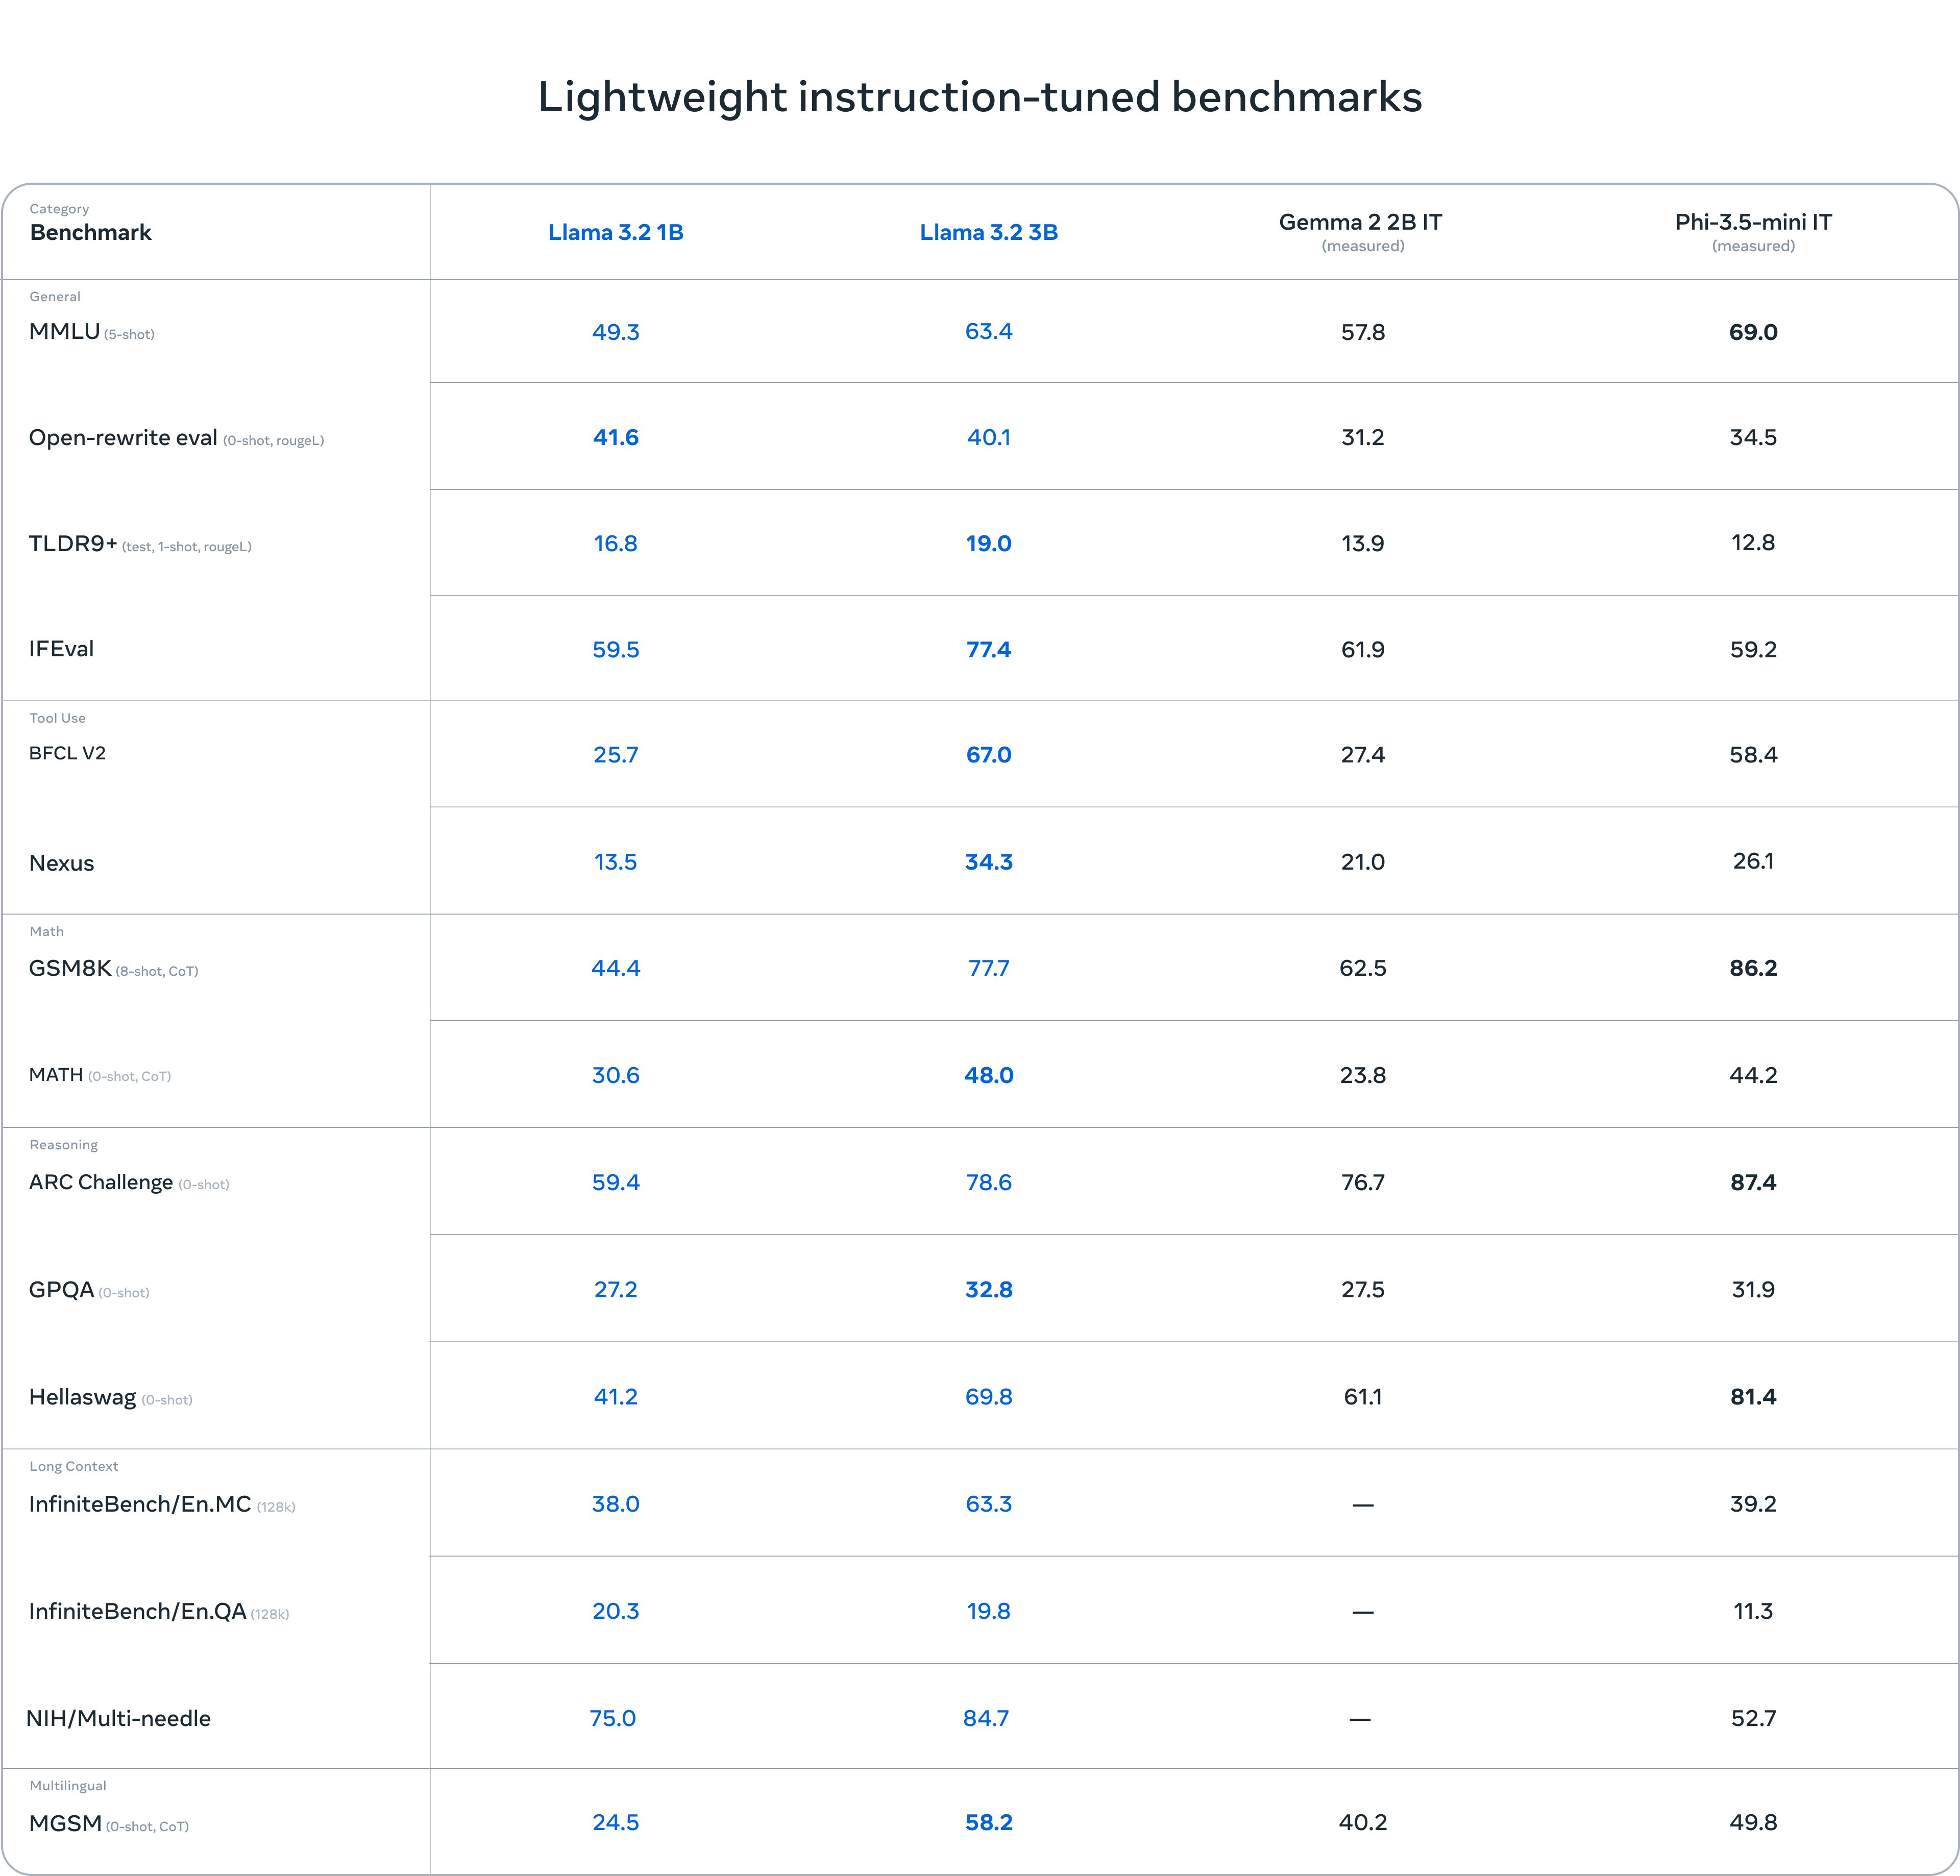 Lightweight instruction-tuned benchmarks
Category
Benchmark Llama 3.2 1B Llama 3.2 3B Gemma 2 2B IT (measured) Phi-3.5-mini IT (measured)
General
MMLU (5-shot) 49.3 63.4 57.8 69.0
Open-rewrite eval (0-shot, rougeL) 41.6 40.1 31.2 34.5
TLDR9+ (test, 1-shot, rougeL) 16.8 19.0 13.9 12.8
IFEval 59.5 77.4 61.9 59.2
Tool Use
BFCL V2 25.7 67.0 27.4 58.4
Nexus 13.5 34.3 21.0 26.1
Math
GSM8K (8-shot, CoT) 44.4 77.7 62.5 86.2
MATH (0-shot, CoT) 30.6 48.0 23.8 44.2
Reasoning
ARC Challenge (0-shot) 59.4 78.6 76.7 87.4
GPQA (0-shot) 27.2 32.8 27.5 31.9
Hellaswag (0-shot) 41.2 69.8 61.1 81.4
Long Context
InfiniteBench/En.MC (128k) 38.0 63.3 — 39.2
InfiniteBench/En.QA (128k) 20.3 19.8 — 11.3
NIH/Multi-needle 75.0 84.7 — 52.7
Multilingual
MGSM (0-shot, CoT) 24.5 58.2 40.2 49.8